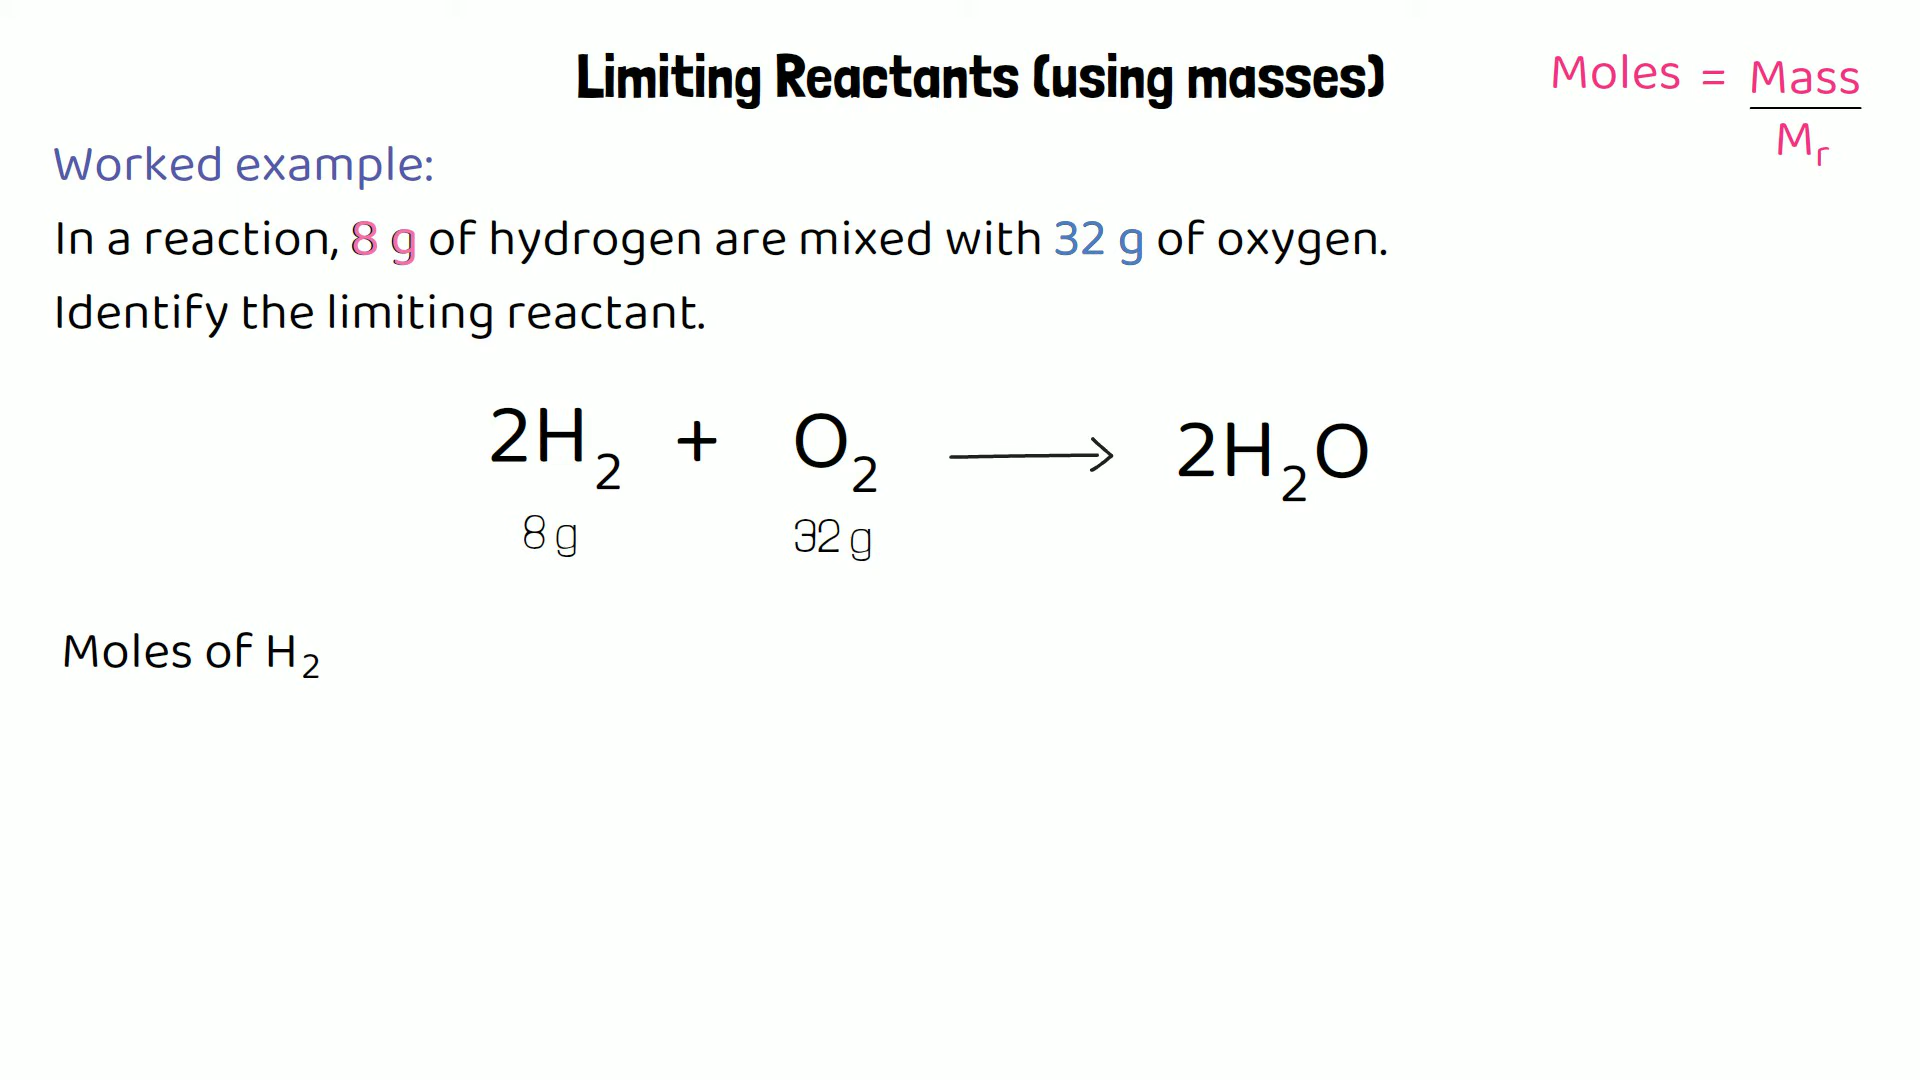 Limiting Reactants (using masses)
Moles = Mass
Mr
Worked example:
In a reaction, 8 g of hydrogen are mixed with 32 g of oxygen.
Identify the limiting reactant.
2H2 + O2 → 2H2O
8 g 32 g
Moles of H2